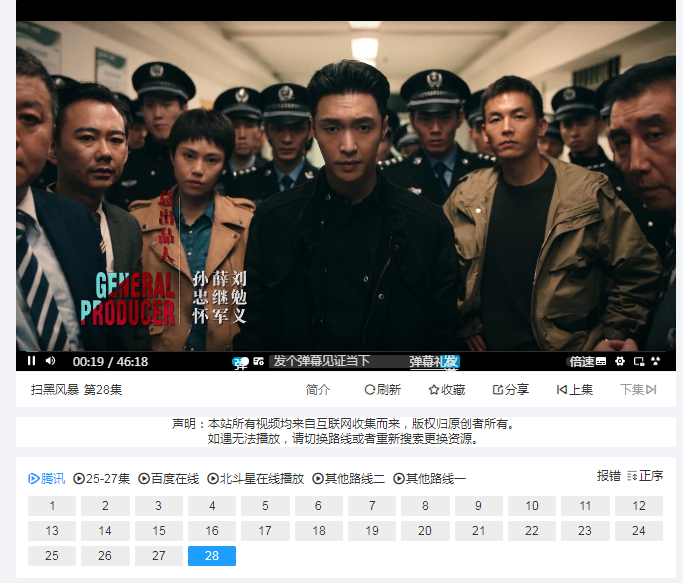 总出品人
GENERAL
PRODUCER
刘勉义
薛继军
孙忠怀
00:19 / 46:18
弹
发个弹幕见证当下
弹幕礼仪
发送
倍速
扫黑风暴 第28集
简介
刷新
收藏
分享
上集
下集
声明：本站所有视频均来自互联网收集而来，版权归原创者所有。
如遇无法播放，请切换路线或者重新搜索更换资源。
腾讯
25-27集
百度在线
北斗星在线播放
其他路线二
其他路线一
报错
正序
1 2 3 4 5 6 7 8 9 10 11 12
13 14 15 16 17 18 19 20 21 22 23 24
25 26 27 28